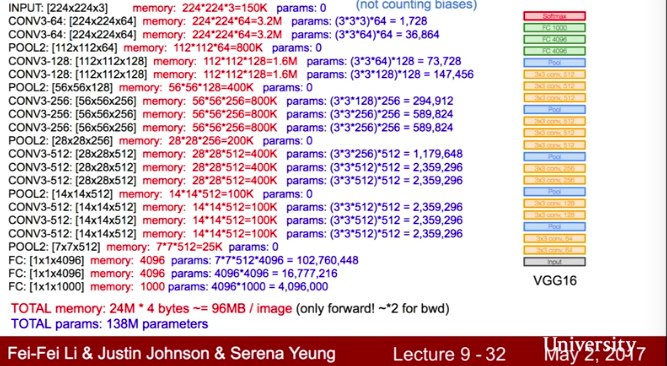 (not counting biases)
INPUT: [224x224x3] memory: 224*224*3=150K params: 0
CONV3-64: [224x224x64] memory: 224*224*64=3.2M params: (3*3*3)*64 = 1,728
CONV3-64: [224x224x64] memory: 224*224*64=3.2M params: (3*3*64)*64 = 36,864
POOL2: [112x112x64] memory: 112*112*64=800K params: 0
CONV3-128: [112x112x128] memory: 112*112*128=1.6M params: (3*3*64)*128 = 73,728
CONV3-128: [112x112x128] memory: 112*112*128=1.6M params: (3*3*128)*128 = 147,456
POOL2: [56x56x128] memory: 56*56*128=400K params: 0
CONV3-256: [56x56x256] memory: 56*56*256=800K params: (3*3*128)*256 = 294,912
CONV3-256: [56x56x256] memory: 56*56*256=800K params: (3*3*256)*256 = 589,824
CONV3-256: [56x56x256] memory: 56*56*256=800K params: (3*3*256)*256 = 589,824
POOL2: [28x28x256] memory: 28*28*256=200K params: 0
CONV3-512: [28x28x512] memory: 28*28*512=400K params: (3*3*256)*512 = 1,179,648
CONV3-512: [28x28x512] memory: 28*28*512=400K params: (3*3*512)*512 = 2,359,296
CONV3-512: [28x28x512] memory: 28*28*512=400K params: (3*3*512)*512 = 2,359,296
POOL2: [14x14x512] memory: 14*14*512=100K params: 0
CONV3-512: [14x14x512] memory: 14*14*512=100K params: (3*3*512)*512 = 2,359,296
CONV3-512: [14x14x512] memory: 14*14*512=100K params: (3*3*512)*512 = 2,359,296
CONV3-512: [14x14x512] memory: 14*14*512=100K params: (3*3*512)*512 = 2,359,296
POOL2: [7x7x512] memory: 7*7*512=25K params: 0
FC: [1x1x4096] memory: 4096 params: 7*7*512*4096 = 102,760,448
FC: [1x1x4096] memory: 4096 params: 4096*4096 = 16,777,216
FC: [1x1x1000] memory: 1000 params: 4096*1000 = 4,096,000
TOTAL memory: 24M * 4 bytes ~= 96MB / image (only forward! ~*2 for bwd)
TOTAL params: 138M parameters
Softmax
FC 1000
FC 4096
FC 4096
Pool
3x3 conv, 512
3x3 conv, 512
3x3 conv, 512
Pool
3x3 conv, 512
3x3 conv, 512
3x3 conv, 512
Pool
3x3 conv, 256
3x3 conv, 256
Pool
3x3 conv, 128
3x3 conv, 128
Pool
3x3 conv, 64
3x3 conv, 64
Input
VGG16
Fei-Fei Li & Justin Johnson & Serena Yeung
Lecture 9 - 32
May 2, 2017
University